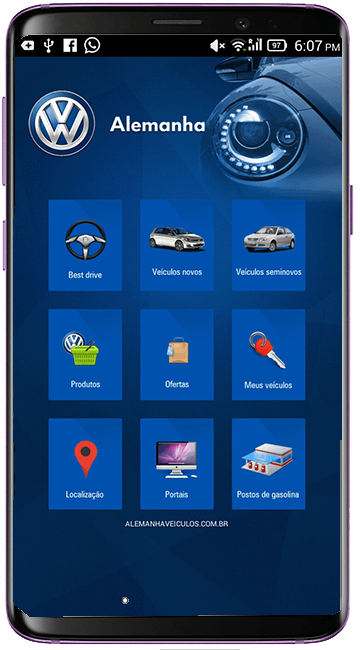 97 6:07 PM
Alemanha
Best drive
Veículos novos
Veículos seminovos
Produtos
Ofertas
Meus veículos
Localização
Portais
Postos de gasolina
ALEMANHAVEICULOS.COM.BR